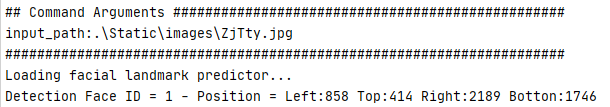 ## Command Arguments #################################################
input_path:.\Static\images\ZjTty.jpg
######################################################################
Loading facial landmark predictor...
Detection Face ID = 1 - Position = Left:858 Top:414 Right:2189 Botton:1746